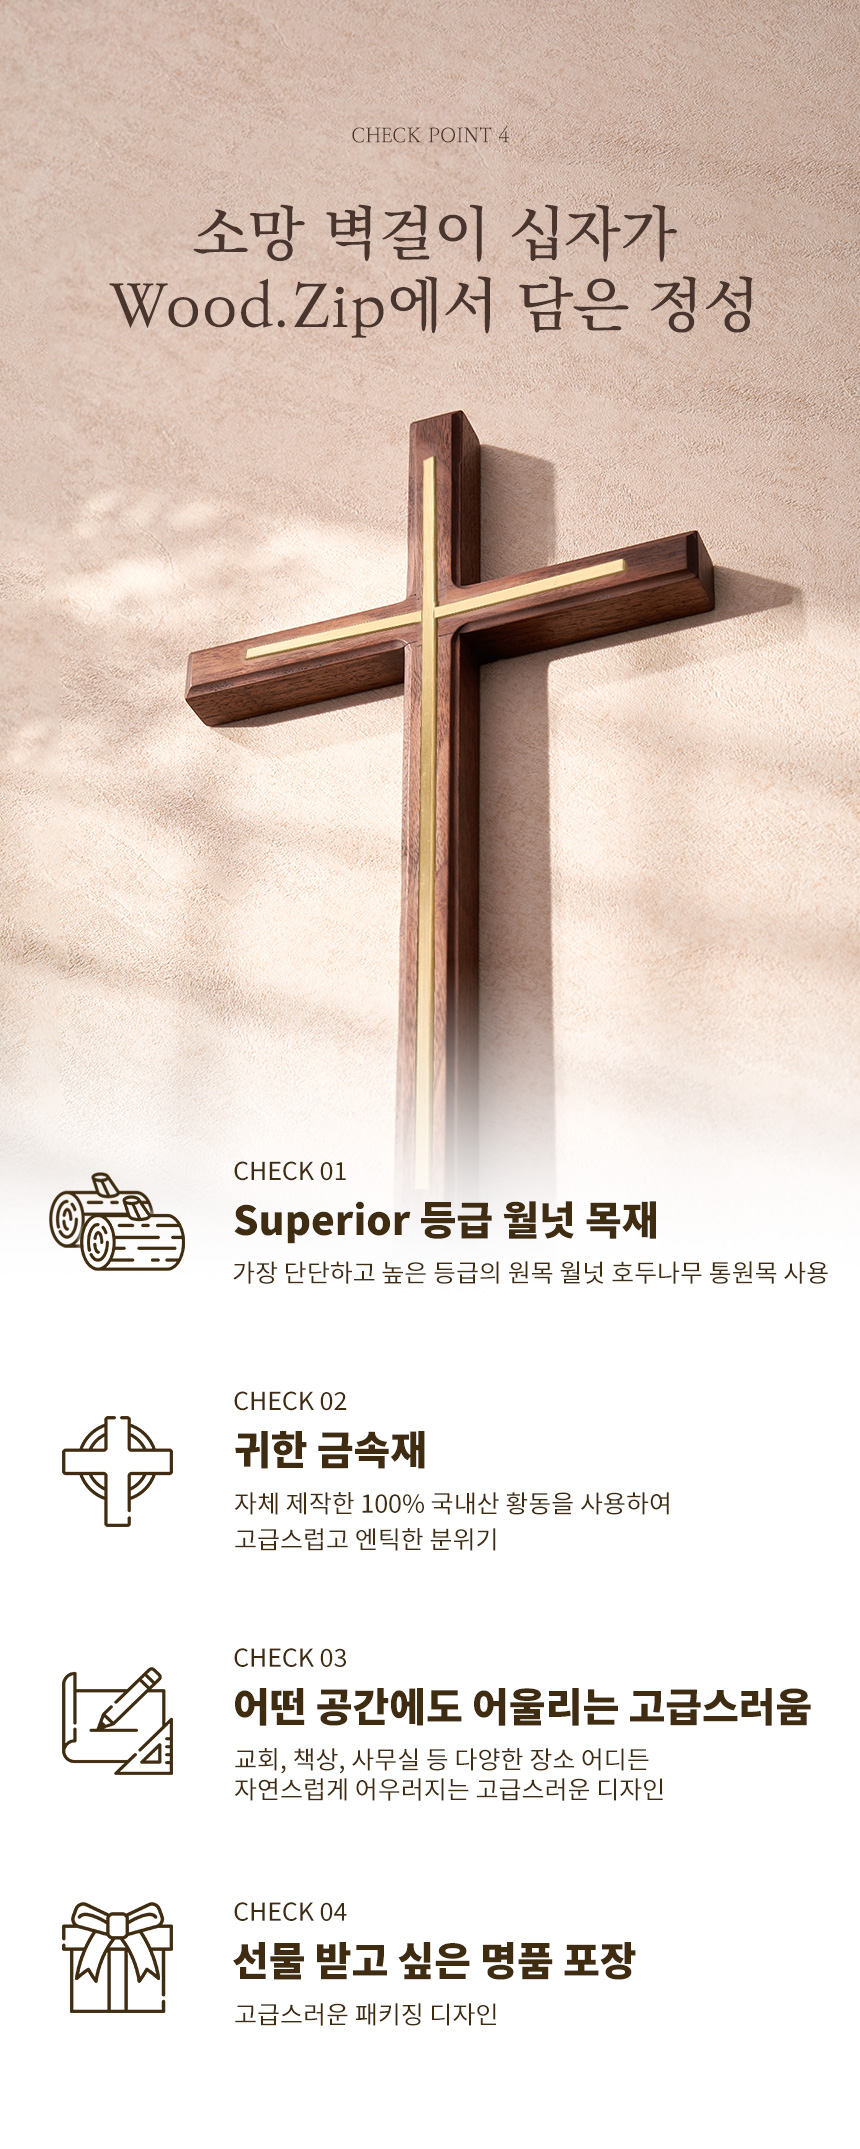 CHECK POINT 4
소망 벽걸이 십자가
Wood.Zip에서 담은 정성
CHECK 01
Superior 등급 월넛 목재
가장 단단하고 높은 등급의 원목 월넛 호두나무 통원목 사용
CHECK 02
귀한 금속재
자체 제작한 100% 국내산 황동을 사용하여
고급스럽고 엔틱한 분위기
CHECK 03
어떤 공간에도 어울리는 고급스러움
교회, 책상, 사무실 등 다양한 장소 어디든
자연스럽게 어우러지는 고급스러운 디자인
CHECK 04
선물 받고 싶은 명품 포장
고급스러운 패키징 디자인